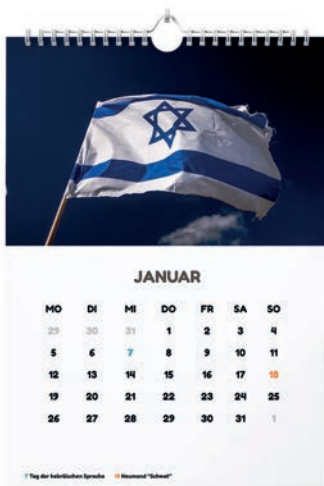 JANUAR
MO DI MI DO FR SA SO
29 30 31 1 2 3 4
5 6 7 8 9 10 11
12 13 14 15 16 17 18
19 20 21 22 23 24 25
26 27 28 29 30 31 1
7 Tag der hebräischen Sprache 18 Neumond "Schwat"